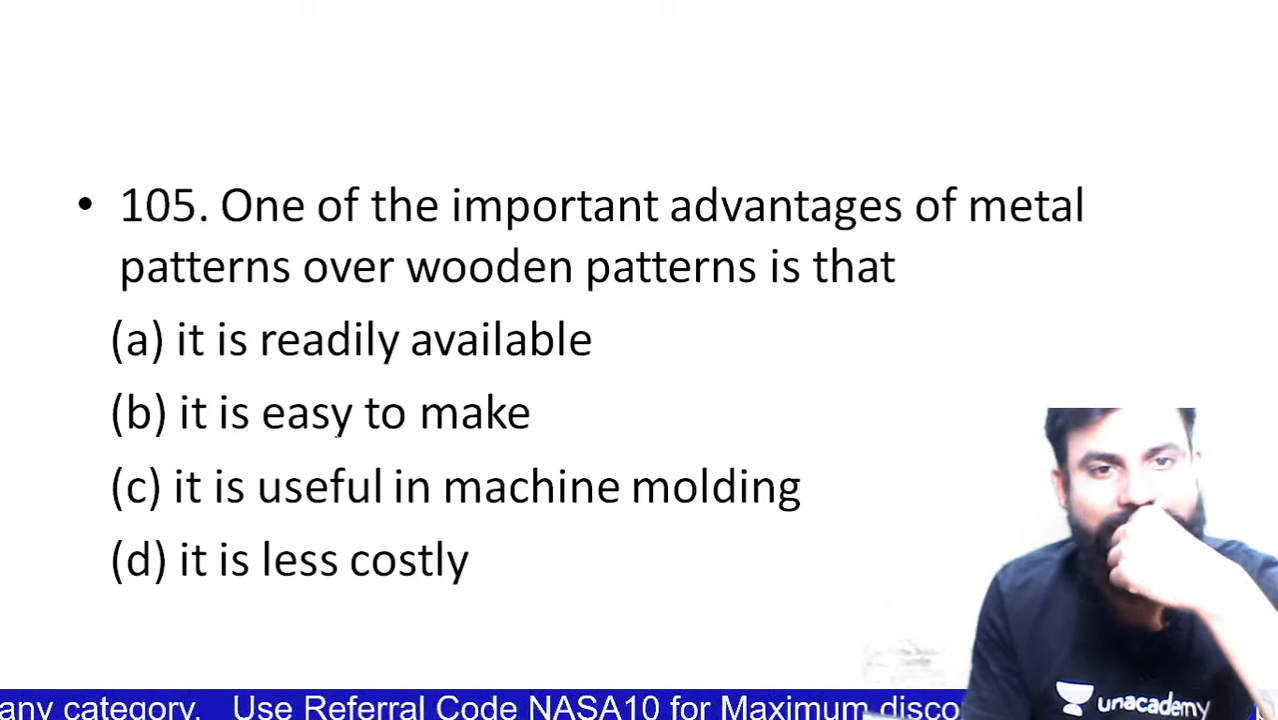 • 105. One of the important advantages of metal
patterns over wooden patterns is that
(a) it is readily available
(b) it is easy to make
(c) it is useful in machine molding
(d) it is less costly
unacademy
any category. Use Referral Code NASA10 for Maximum disco